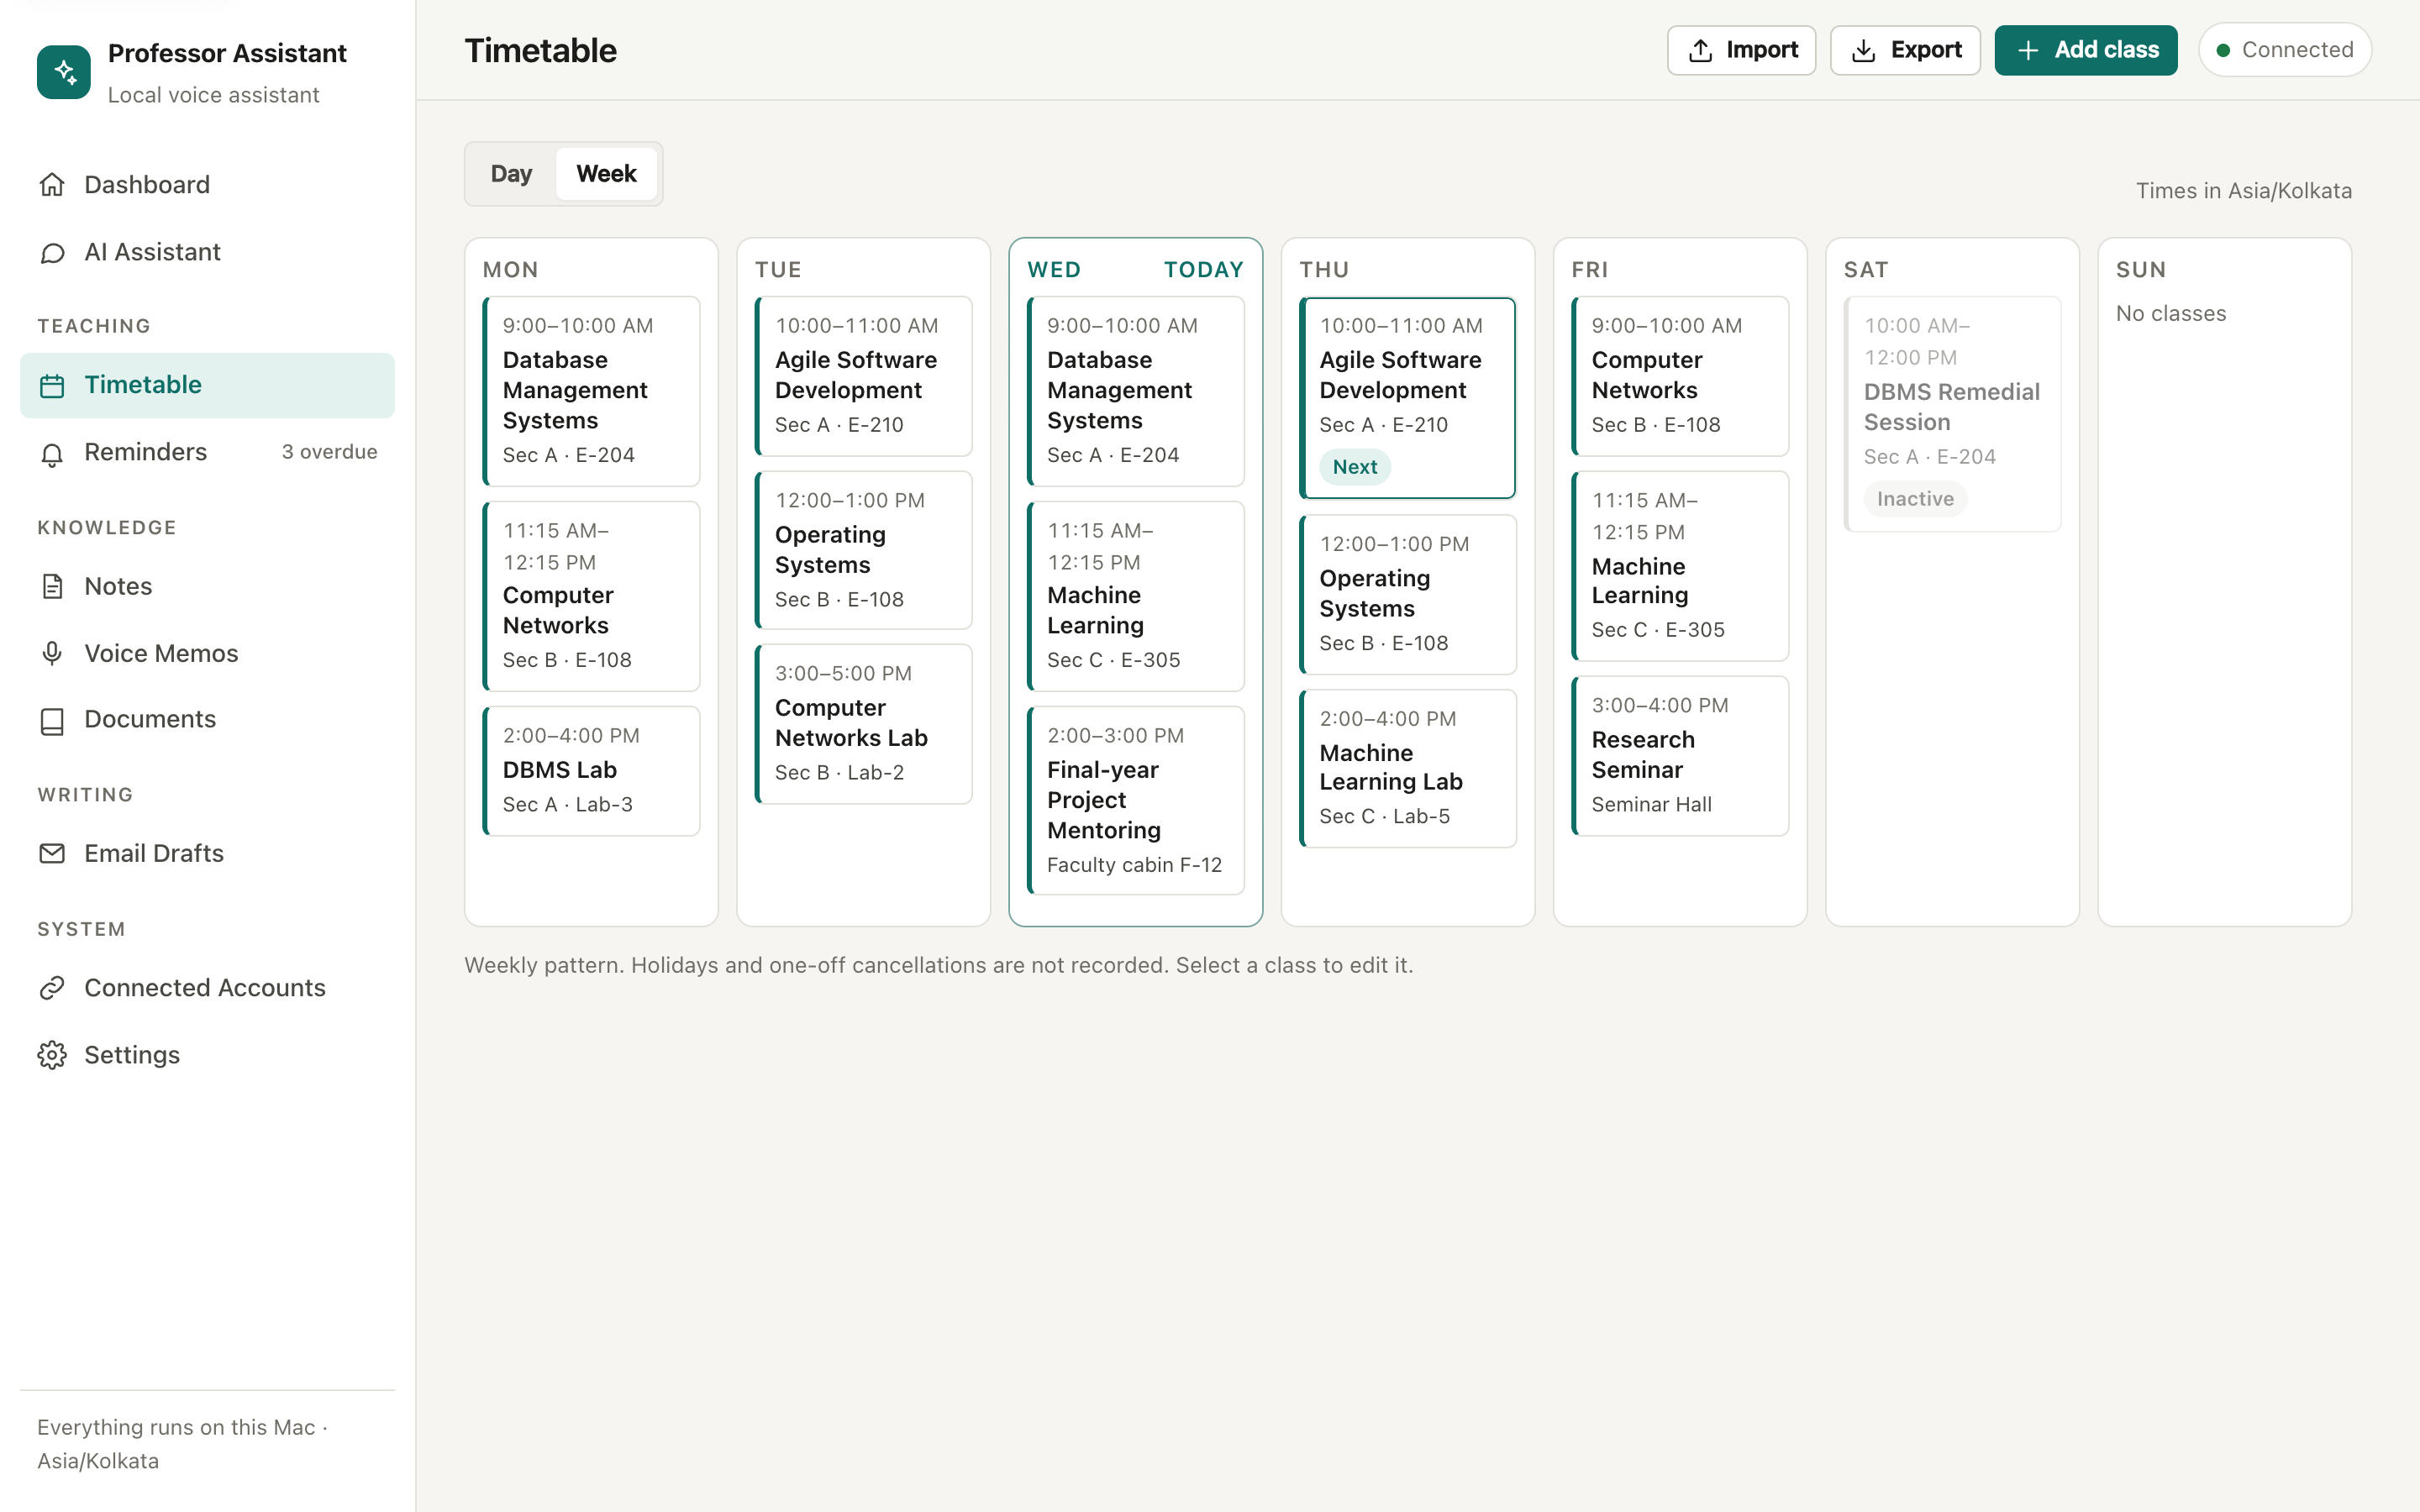 Professor Assistant
Local voice assistant
Dashboard
AI Assistant
TEACHING
Timetable
Reminders 3 overdue
KNOWLEDGE
Notes
Voice Memos
Documents
WRITING
Email Drafts
SYSTEM
Connected Accounts
Settings
Everything runs on this Mac ·
Asia/Kolkata
Timetable
Import
Export
Add class
Connected
Day
Week
Times in Asia/Kolkata
MON
9:00–10:00 AM
Database
Management
Systems
Sec A · E-204
11:15 AM–
12:15 PM
Computer
Networks
Sec B · E-108
2:00–4:00 PM
DBMS Lab
Sec A · Lab-3
TUE
10:00–11:00 AM
Agile Software
Development
Sec A · E-210
12:00–1:00 PM
Operating
Systems
Sec B · E-108
3:00–5:00 PM
Computer
Networks Lab
Sec B · Lab-2
WED TODAY
9:00–10:00 AM
Database
Management
Systems
Sec A · E-204
11:15 AM–
12:15 PM
Machine
Learning
Sec C · E-305
2:00–3:00 PM
Final-year
Project
Mentoring
Faculty cabin F-12
THU
10:00–11:00 AM
Agile Software
Development
Sec A · E-210
Next
12:00–1:00 PM
Operating
Systems
Sec B · E-108
2:00–4:00 PM
Machine
Learning Lab
Sec C · Lab-5
FRI
9:00–10:00 AM
Computer
Networks
Sec B · E-108
11:15 AM–
12:15 PM
Machine
Learning
Sec C · E-305
3:00–4:00 PM
Research
Seminar
Seminar Hall
SAT
10:00 AM–
12:00 PM
DBMS Remedial
Session
Sec A · E-204
Inactive
SUN
No classes
Weekly pattern. Holidays and one-off cancellations are not recorded. Select a class to edit it.